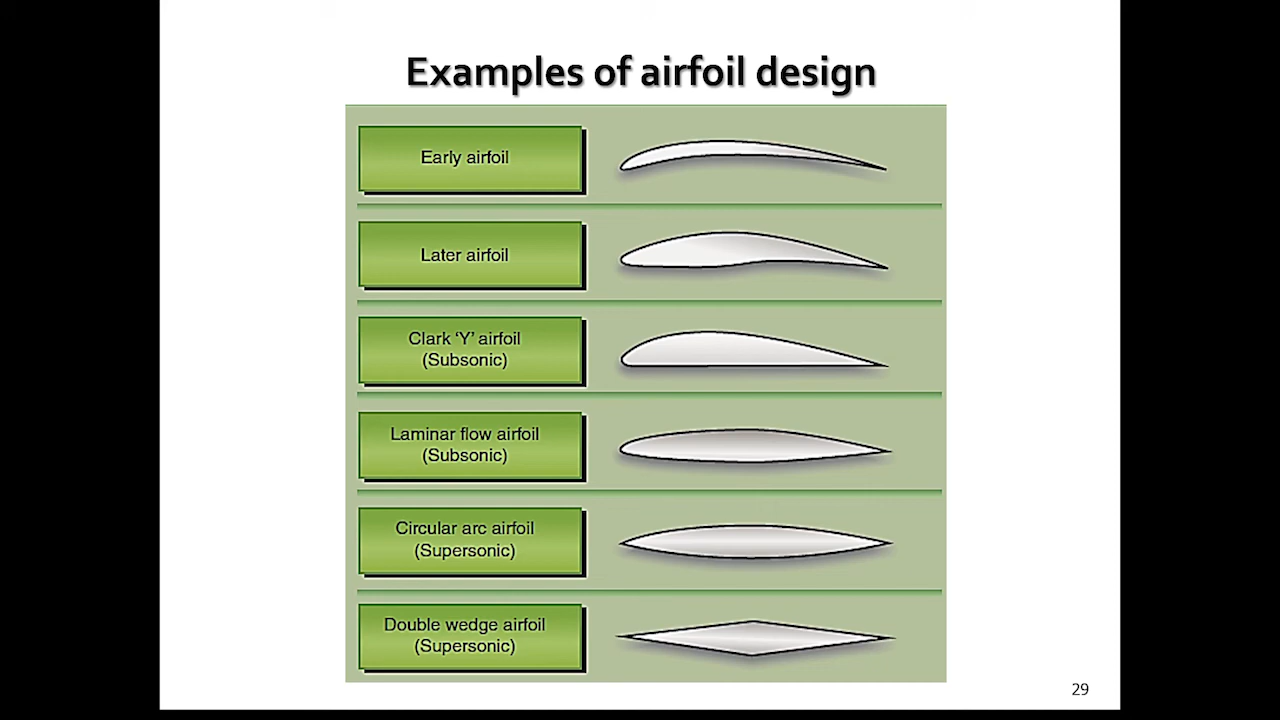 Examples of airfoil design
Early airfoil
Later airfoil
Clark ‘Y’ airfoil
(Subsonic)
Laminar flow airfoil
(Subsonic)
Circular arc airfoil
(Supersonic)
Double wedge airfoil
(Supersonic)
29